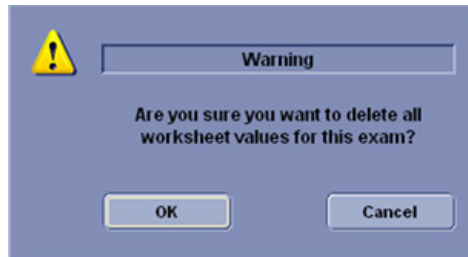 Warning
Are you sure you want to delete all
worksheet values for this exam?
OK
Cancel